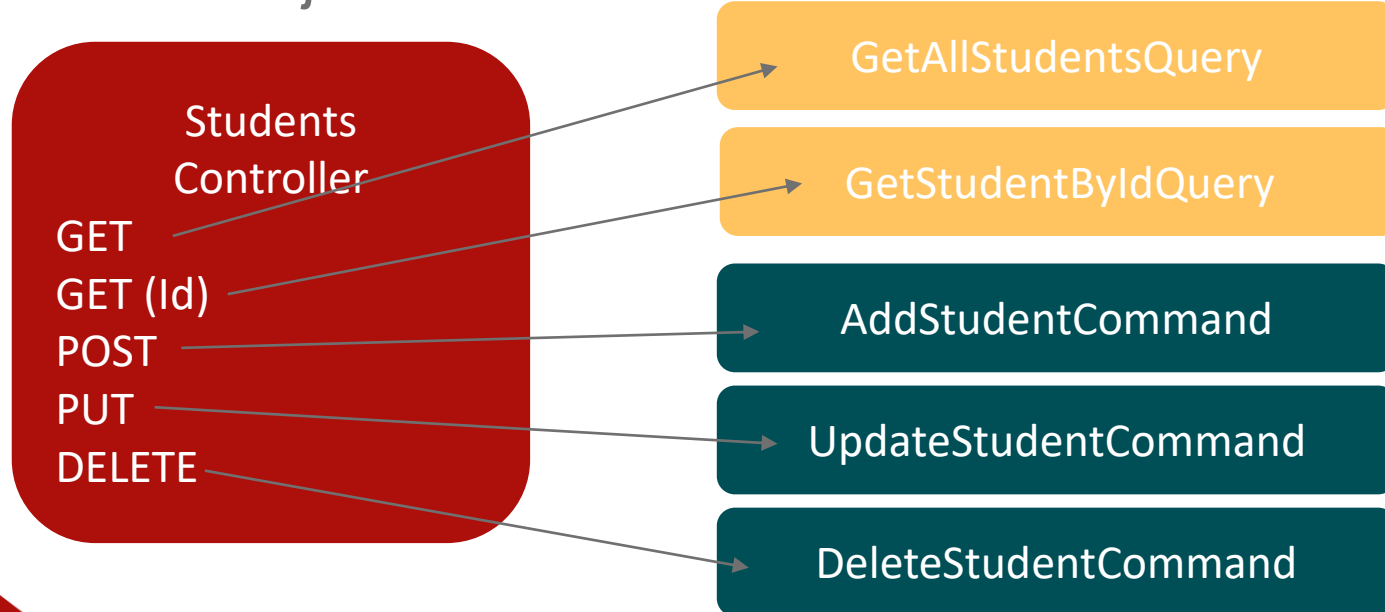 Students
Controller
GET
GET (Id)
POST
PUT
DELETE
GetAllStudentsQuery
GetStudentByIdQuery
AddStudentCommand
UpdateStudentCommand
DeleteStudentCommand